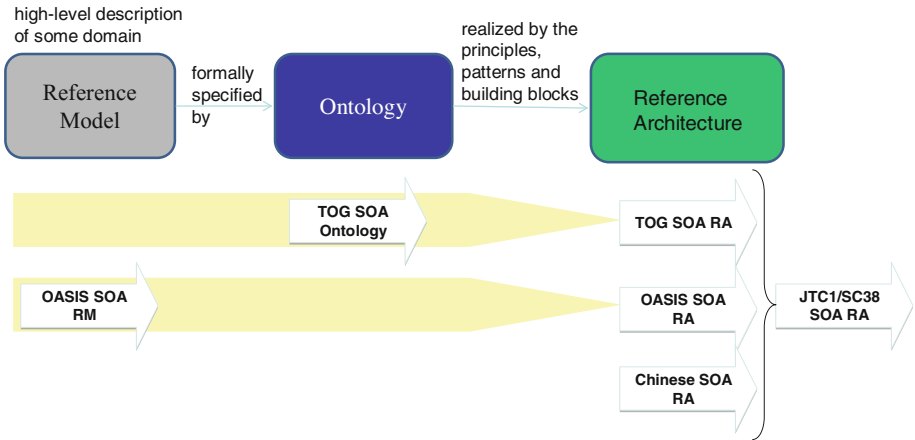 high-level description
of some domain
Reference
Model
formally
specified
by
Ontology
realized by the
principles,
patterns and
building blocks
Reference
Architecture
TOG SOA
Ontology
TOG SOA RA
OASIS SOA
RM
OASIS SOA
RA
JTC1/SC38
SOA RA
Chinese SOA
RA